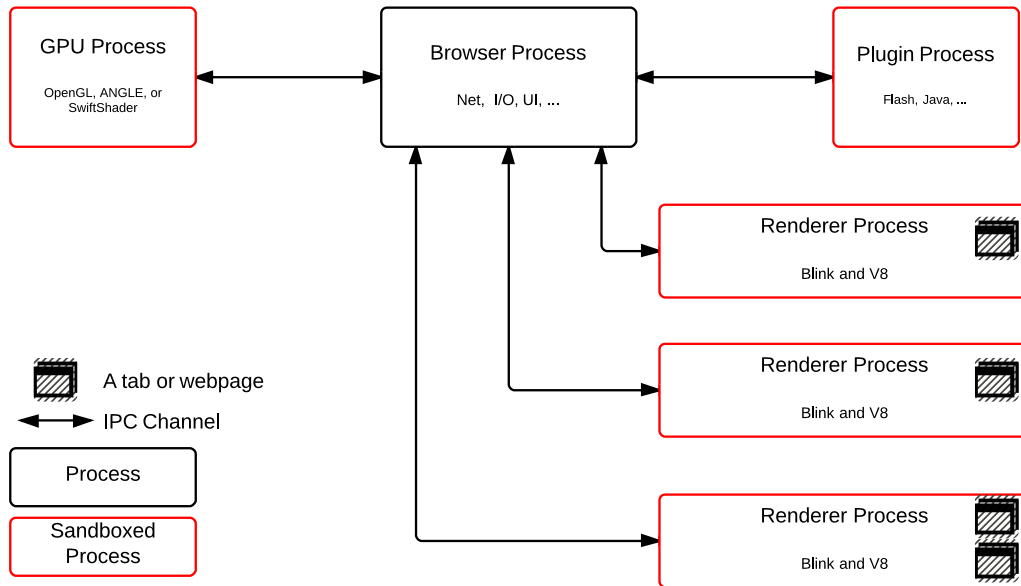 GPU Process
OpenGL, ANGLE, or
SwiftShader
Browser Process
Net, I/O, UI, ...
Plugin Process
Flash, Java, ...
Renderer Process
Blink and V8
Renderer Process
Blink and V8
Renderer Process
Blink and V8
A tab or webpage
IPC Channel
Process
Sandboxed
Process